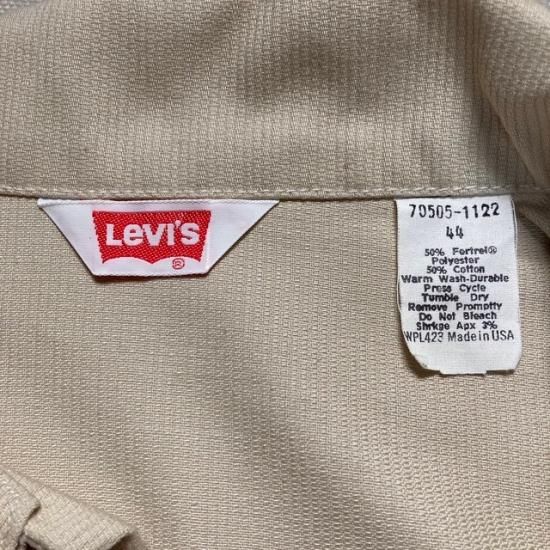 Levi's
®
70505-1122
44
50% Fortrel®
Polyester
50% Cotton
Warm Wash-Durable
Press Cycle
Tumble Dry
Remove Promptly
Do Not Bleach
Shrkge Apx 3%
WPL423 Made in USA